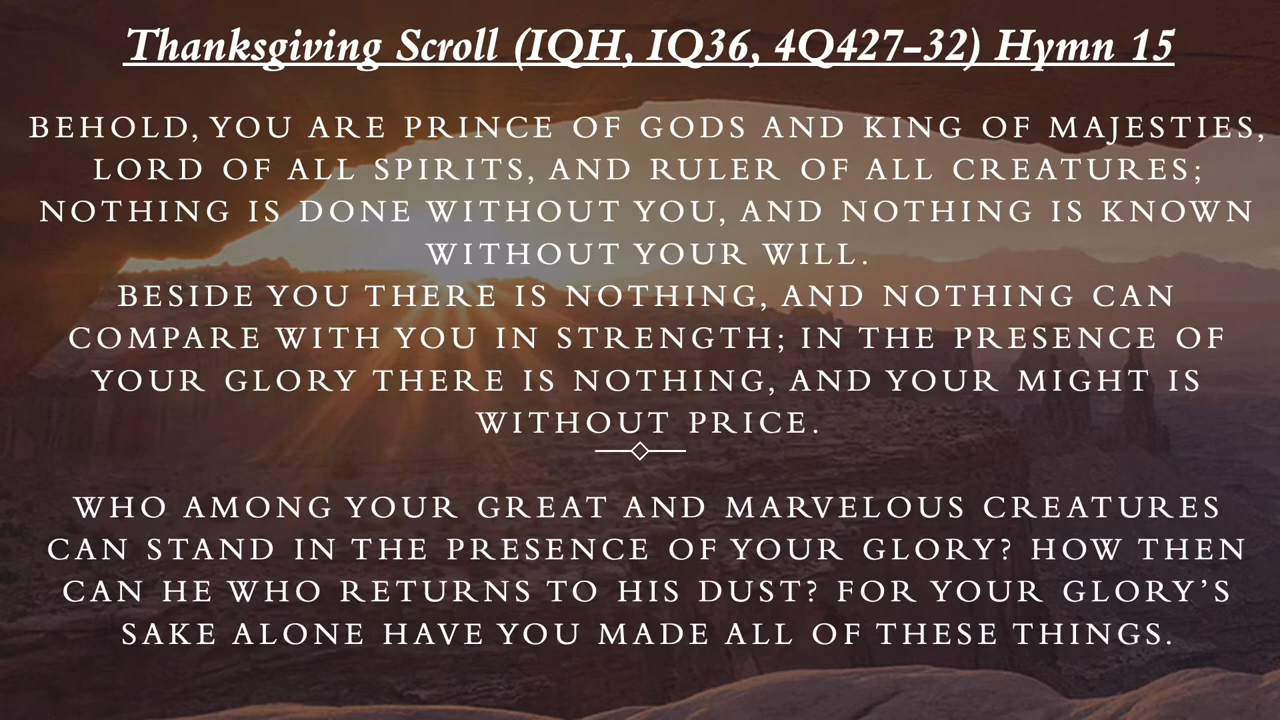 Thanksgiving Scroll (IQH, IQ36, 4Q427-32) Hymn 15
BEHOLD, YOU ARE PRINCE OF GODS AND KING OF MAJESTIES,
LORD OF ALL SPIRITS, AND RULER OF ALL CREATURES;
NOTHING IS DONE WITHOUT YOU, AND NOTHING IS KNOWN
WITHOUT YOUR WILL.
BESIDE YOU THERE IS NOTHING, AND NOTHING CAN
COMPARE WITH YOU IN STRENGTH; IN THE PRESENCE OF
YOUR GLORY THERE IS NOTHING, AND YOUR MIGHT IS
WITHOUT PRICE.
WHO AMONG YOUR GREAT AND MARVELOUS CREATURES
CAN STAND IN THE PRESENCE OF YOUR GLORY? HOW THEN
CAN HE WHO RETURNS TO HIS DUST? FOR YOUR GLORY'S
SAKE ALONE HAVE YOU MADE ALL OF THESE THINGS.